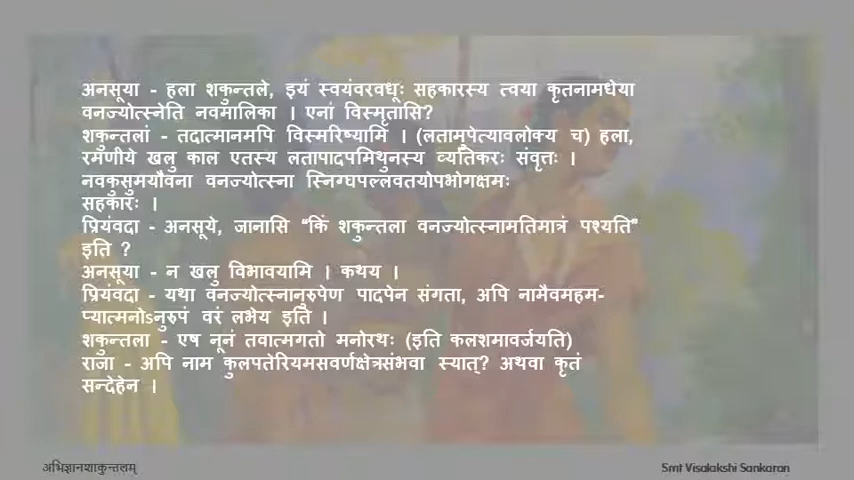 अनसूया - हला शकुन्तले, इयं स्वयंवरवधूः सहकारस्य त्वया कृतनामधेया
वनज्योत्स्नेति नवमालिका । एनां विस्मृतासि?
शकुन्तलां - तदात्मानमपि विस्मरिष्यामि । (लतामुपेत्यावलोक्य च) हला,
रमणीये खलु काल एतस्य लतापादपमिथुनस्य व्यतिकरः संवृत्तः ।
नवकुसुमयौवना वनज्योत्स्ना स्निग्घपल्लवतयोपभोगक्षमः
सहकारः ।
प्रियंवदा - अनसूये, जानासि “किं शकुन्तला वनज्योत्स्नामतिमात्रं पश्यति”
इति ?
अनसूया - न खलु विभावयामि । कथय ।
प्रियंवदा - यथा वनज्योत्स्नानुरुपेण पादपेन संगता, अपि नामैवमहम-
प्यात्मनोऽनुरुपं वरं लभेय इति ।
शकुन्तला - एष नूनं तवात्मगतो मनोरथः (इति कलशमावर्जयति)
राजा - अपि नाम कुलपतेरियमसवर्णक्षेत्रसंभवा स्यात्? अथवा कृतं
सन्देहेन ।
अभिज्ञानशाकुन्तलम्
Smt Visalakshi Sankaran